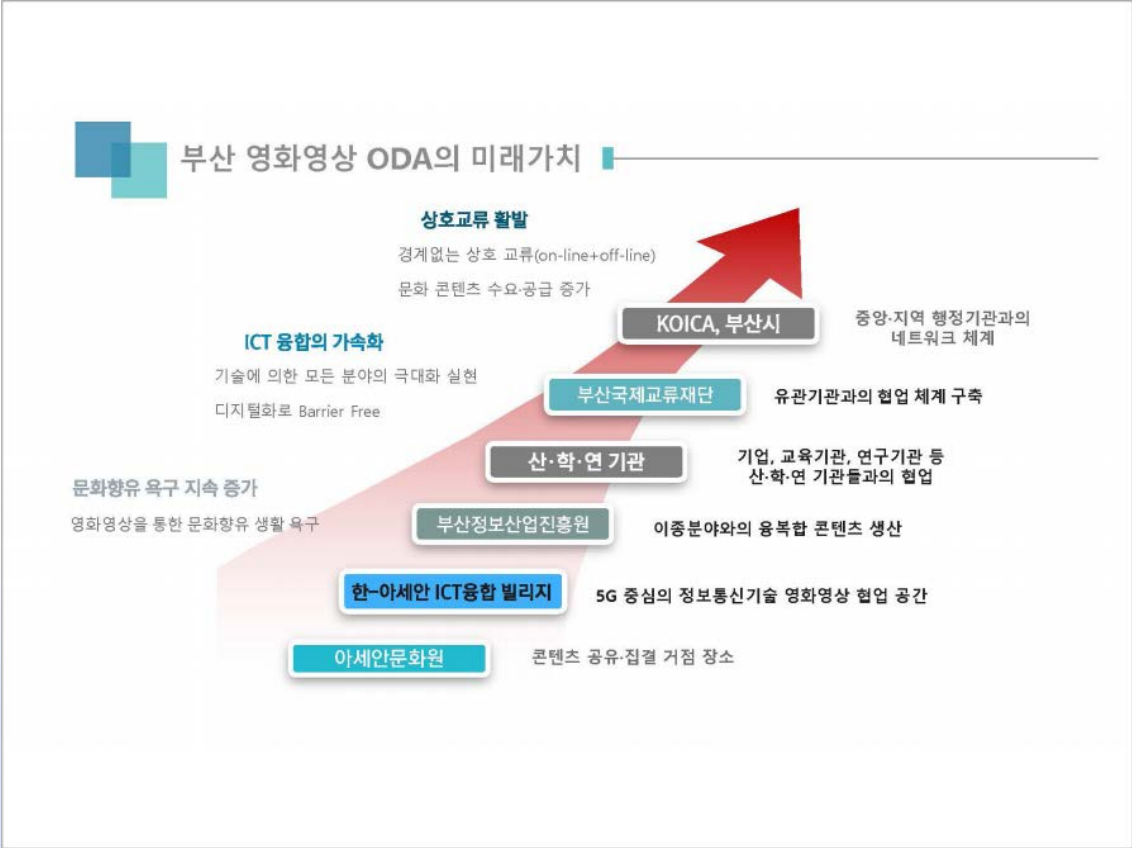 부산 영화영상 ODA의 미래가치
상호교류 활발
경계없는 상호 교류(on-line+off-line)
문화 콘텐츠 수요·공급 증가
KOICA, 부산시
중앙·지역 행정기관과의
네트워크 체계
ICT 융합의 가속화
기술에 의한 모든 분야의 극대화 실현
디지털화로 Barrier Free
부산국제교류재단
유관기관과의 협업 체계 구축
산·학·연 기관
기업, 교육기관, 연구기관 등
산·학·연 기관들과의 협업
문화향유 욕구 지속 증가
영화영상을 통한 문화향유 생활 욕구
부산정보산업진흥원
이종분야와의 융복합 콘텐츠 생산
한-아세안 ICT융합 빌리지
5G 중심의 정보통신기술 영화영상 협업 공간
아세안문화원
콘텐츠 공유·집결 거점 장소